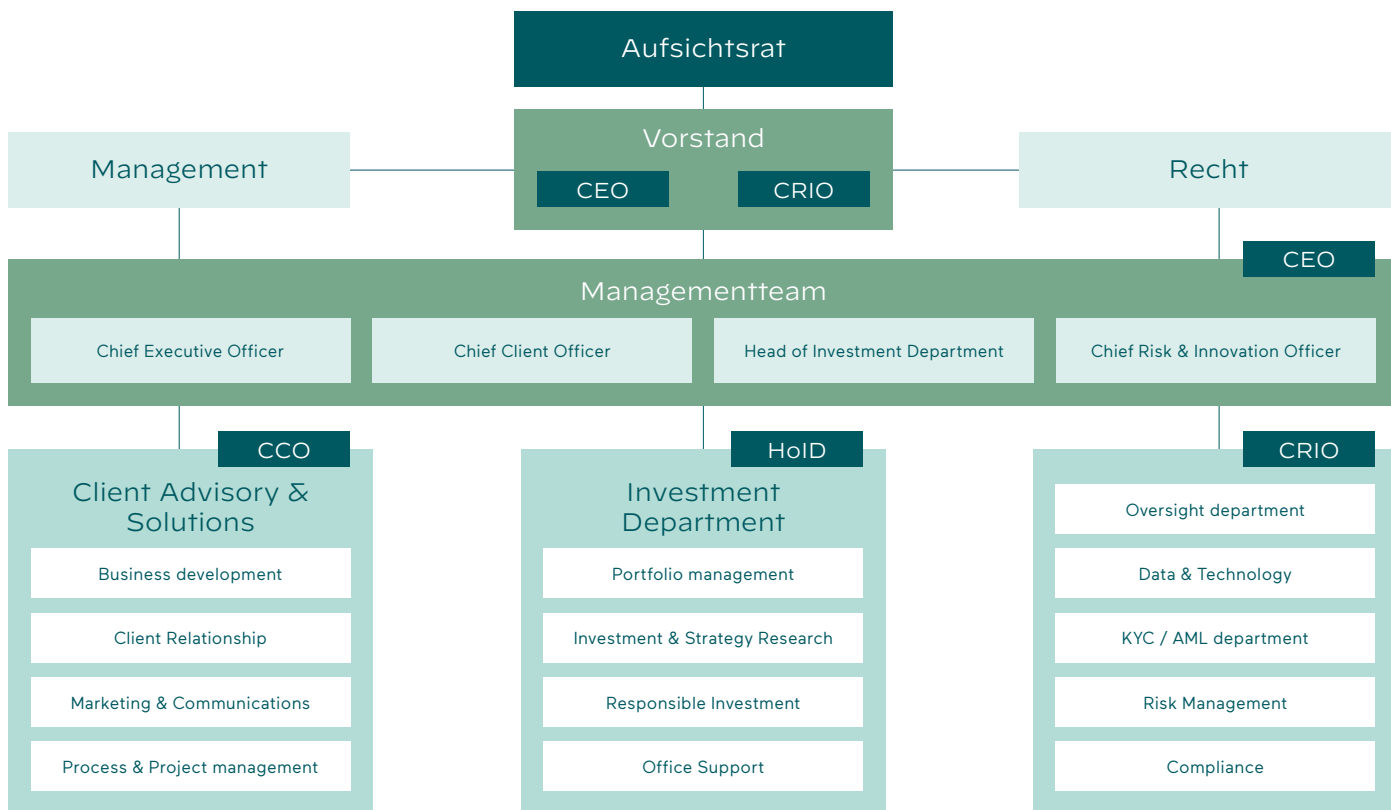 Aufsichtsrat
Vorstand
CEO
CRIO
Management
Recht
CEO
Managementteam
Chief Executive Officer
Chief Client Officer
Head of Investment Department
Chief Risk & Innovation Officer
CCO
Client Advisory &
Solutions
Business development
Client Relationship
Marketing & Communications
Process & Project management
HoID
Investment
Department
Portfolio management
Investment & Strategy Research
Responsible Investment
Office Support
CRIO
Oversight department
Data & Technology
KYC / AML department
Risk Management
Compliance